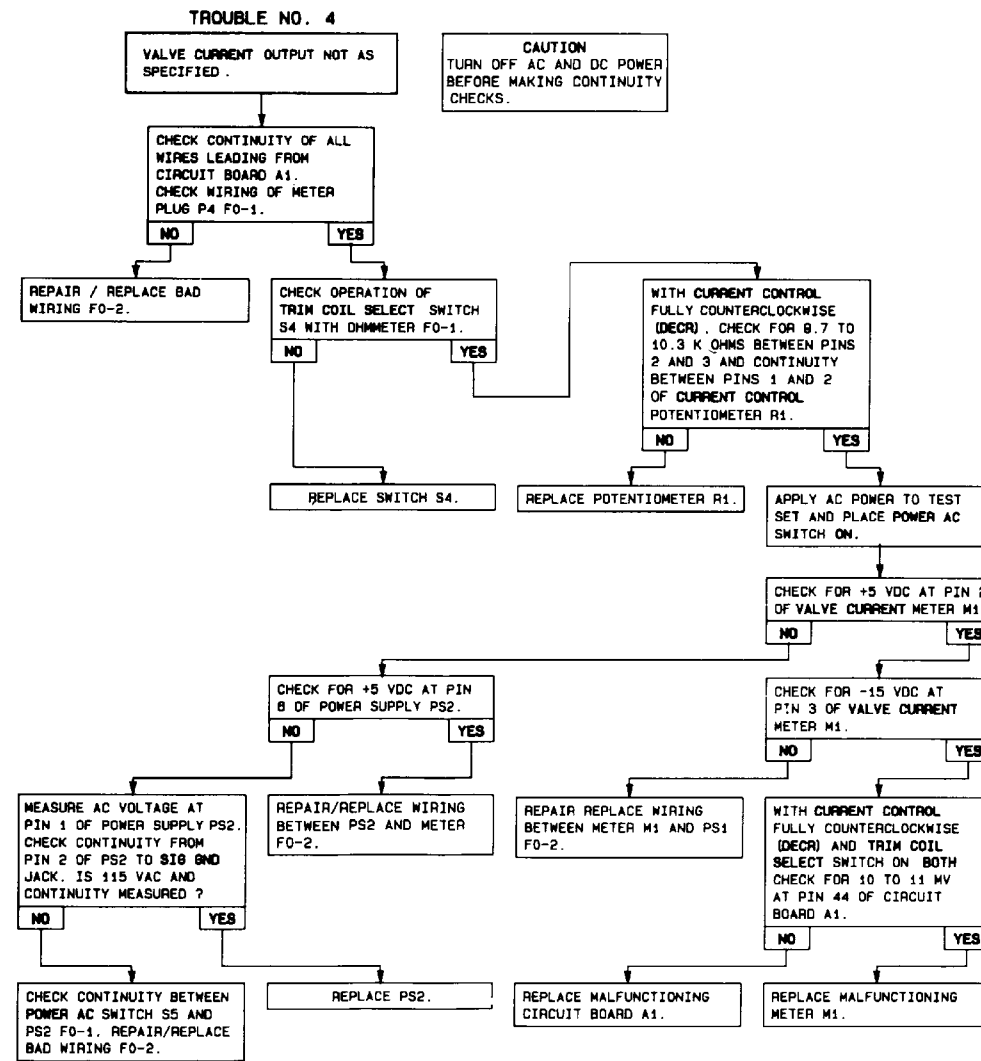 TROUBLE NO. 4
VALVE CURRENT OUTPUT NOT AS
SPECIFIED.
CAUTION
TURN OFF AC AND DC POWER
BEFORE MAKING CONTINUITY
CHECKS.
CHECK CONTINUITY OF ALL
WIRES LEADING FROM
CIRCUIT BOARD A1.
CHECK WIRING OF METER
PLUG P4 FO-1.
NO
YES
REPAIR / REPLACE BAD
WIRING FO-2.
CHECK OPERATION OF
TRIM COIL SELECT SWITCH
S4 WITH OHMMETER FO-1.
NO
YES
WITH CURRENT CONTROL
FULLY COUNTERCLOCKWISE
(DECR), CHECK FOR 9.7 TO
10.3 K OHMS BETWEEN PINS
2 AND 3 AND CONTINUITY
BETWEEN PINS 1 AND 2
OF CURRENT CONTROL
POTENTIOMETER R1.
NO
YES
REPLACE SWITCH S4.
REPLACE POTENTIOMETER R1.
APPLY AC POWER TO TEST
SET AND PLACE POWER AC
SWITCH ON.
CHECK FOR +5 VDC AT PIN
OF VALVE CURRENT METER M1
NO
YES
CHECK FOR +5 VDC AT PIN
6 OF POWER SUPPLY PS2.
NO
YES
CHECK FOR -15 VDC AT
PIN 3 OF VALVE CURRENT
METER M1.
NO
YES
MEASURE AC VOLTAGE AT
PIN 1 OF POWER SUPPLY PS2.
CHECK CONTINUITY FROM
PIN 2 OF PS2 TO SIG GND
JACK. IS 115 VAC AND
CONTINUITY MEASURED ?
NO
YES
REPAIR/REPLACE WIRING
BETWEEN PS2 AND METER
FO-2.
REPAIR REPLACE WIRING
BETWEEN METER M1 AND PS1
FO-2.
WITH CURRENT CONTROL
FULLY COUNTERCLOCKWISE
(DECR) AND TRIM COIL
SELECT SWITCH ON BOTH
CHECK FOR 10 TO 11 MV
AT PIN 44 OF CIRCUIT
BOARD A1.
NO
YES
CHECK CONTINUITY BETWEEN
POWER AC SWITCH S5 AND
PS2 FO-1. REPAIR/REPLACE
BAD WIRING FO-2.
REPLACE PS2.
REPLACE MALFUNCTIONING
CIRCUIT BOARD A1.
REPLACE MALFUNCTIONING
METER M1.